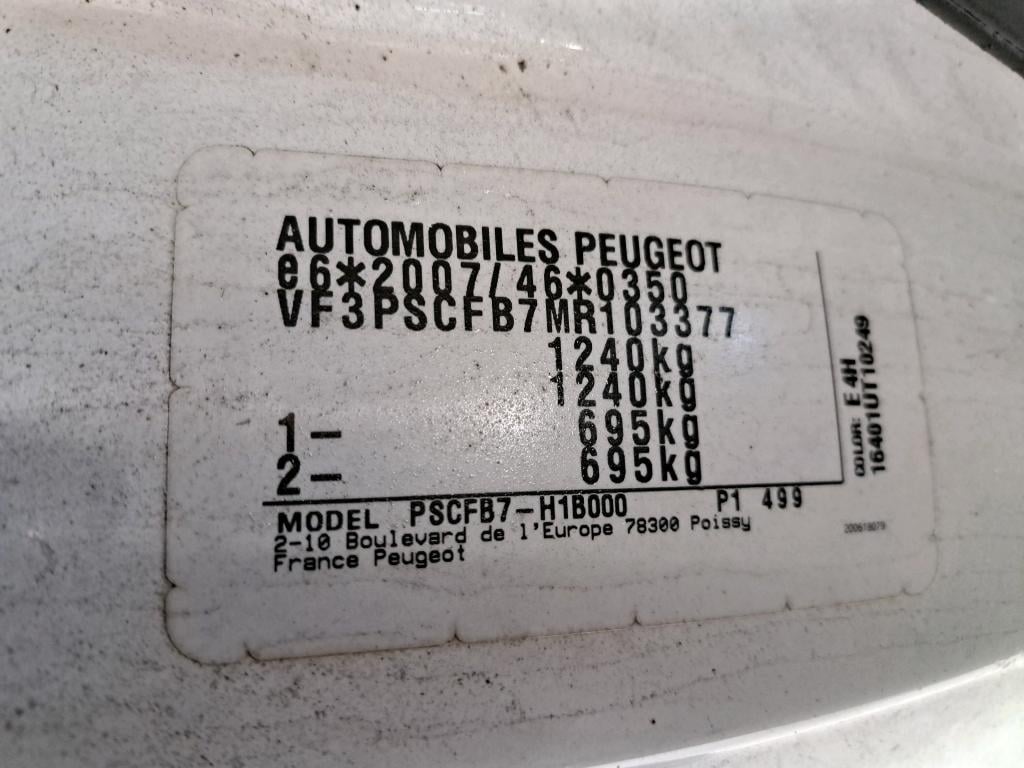 AUTOMOBILES PEUGEOT
e6*2007/46*0350
VF3PSCFB7MR103377
1240kg
1240kg
1- 695kg
2- 695kg
MODEL PSCFB7-H1B000 P1 499
2-10 Boulevard de l'Europe 78300 Poissy
France Peugeot
COLOR: E4H
16401UT10249
200618079